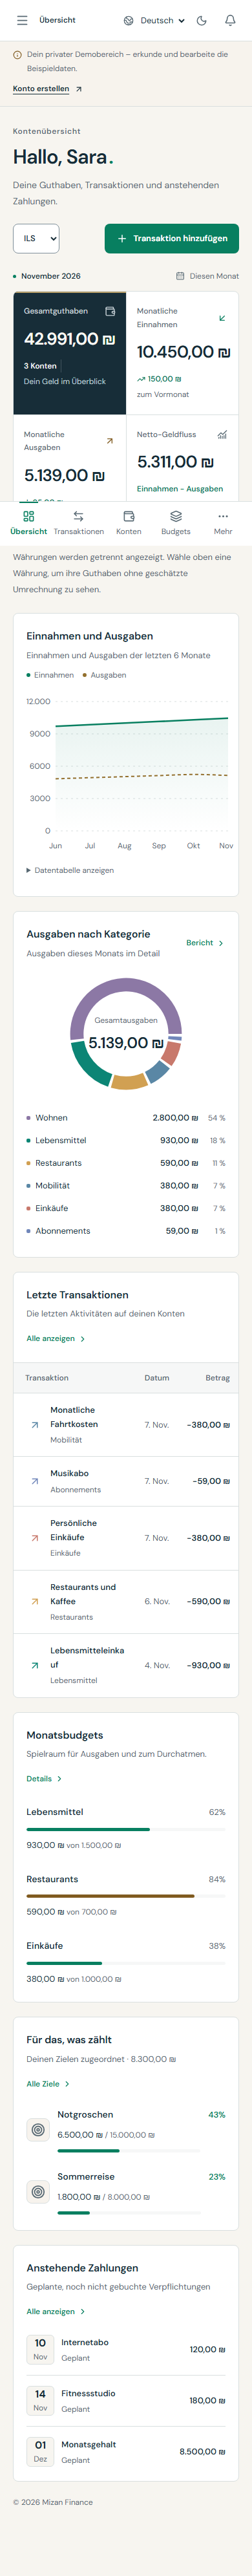 Übersicht
Deutsch
Dein privater Demobereich – erkunde und bearbeite die
Beispieldaten.
Konto erstellen
Kontenübersicht
Hallo, Sara.
Deine Guthaben, Transaktionen und anstehenden
Zahlungen.
ILS
Transaktion hinzufügen
November 2026
Diesen Monat
Gesamtguthaben
42.991,00 ₪
3 Konten
Dein Geld im Überblick
Monatliche
Einnahmen
10.450,00 ₪
150,00 ₪
zum Vormonat
Monatliche
Ausgaben
5.139,00 ₪
Netto-Geldfluss
5.311,00 ₪
Einnahmen - Ausgaben
Übersicht
Transaktionen
Konten
Budgets
Mehr
Währungen werden getrennt angezeigt. Wähle oben eine
Währung, um ihre Guthaben ohne geschätzte
Umrechnung zu sehen.
Einnahmen und Ausgaben
Einnahmen und Ausgaben der letzten 6 Monate
Einnahmen
Ausgaben
12.000
9000
6000
3000
0
Jun Jul Aug Sep Okt Nov
Datentabelle anzeigen
Ausgaben nach Kategorie
Ausgaben dieses Monats im Detail
Bericht
Gesamtausgaben
5.139,00 ₪
Wohnen 2.800,00 ₪ 54 %
Lebensmittel 930,00 ₪ 18 %
Restaurants 590,00 ₪ 11 %
Mobilität 380,00 ₪ 7 %
Einkäufe 380,00 ₪ 7 %
Abonnements 59,00 ₪ 1 %
Letzte Transaktionen
Die letzten Aktivitäten auf deinen Konten
Alle anzeigen
Transaktion Datum Betrag
Monatliche
Fahrtkosten
Mobilität
7. Nov.
-380,00 ₪
Musikabo
Abonnements
7. Nov.
-59,00 ₪
Persönliche
Einkäufe
Einkäufe
7. Nov.
-380,00 ₪
Restaurants und
Kaffee
Restaurants
6. Nov.
-590,00 ₪
Lebensmitteleinka
uf
Lebensmittel
4. Nov.
-930,00 ₪
Monatsbudgets
Spielraum für Ausgaben und zum Durchatmen.
Details
Lebensmittel 62%
930,00 ₪ von 1.500,00 ₪
Restaurants 84%
590,00 ₪ von 700,00 ₪
Einkäufe 38%
380,00 ₪ von 1.000,00 ₪
Für das, was zählt
Deinen Zielen zugeordnet · 8.300,00 ₪
Alle Ziele
Notgroschen 43%
6.500,00 ₪ / 15.000,00 ₪
Sommerreise 23%
1.800,00 ₪ / 8.000,00 ₪
Anstehende Zahlungen
Geplante, noch nicht gebuchte Verpflichtungen
Alle anzeigen
10
Nov
Internetabo
Geplant
120,00 ₪
14
Nov
Fitnessstudio
Geplant
180,00 ₪
01
Dez
Monatsgehalt
Geplant
8.500,00 ₪
© 2026 Mizan Finance